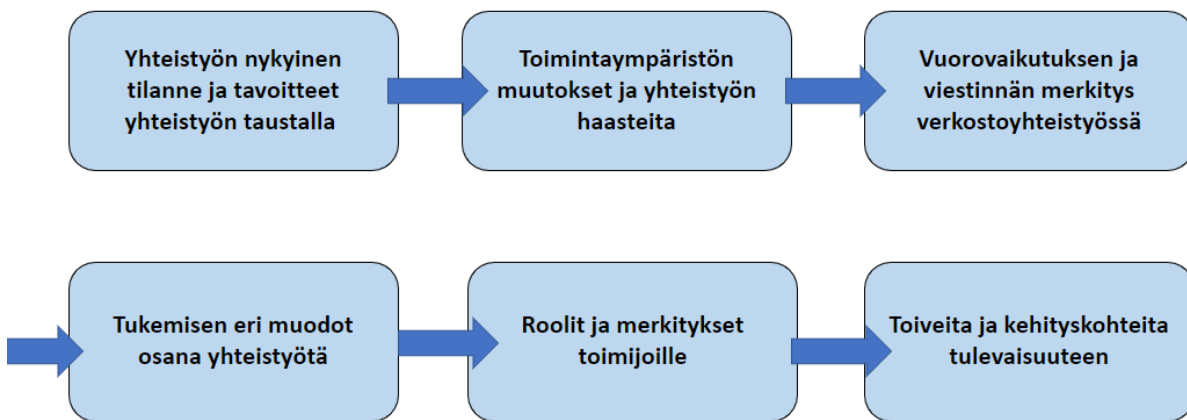 Yhteistyön nykyinen
tilanne ja tavoitteet
yhteistyön taustalla
Toimintaympäristön
muutokset ja yhteistyön
haasteita
Vuorovaikutuksen ja
viestinnän merkitys
verkostoyhteistyössä
Tukemisen eri muodot
osana yhteistyötä
Roolit ja merkitykset
toimijoille
Toiveita ja kehityskohteita
tulevaisuuteen